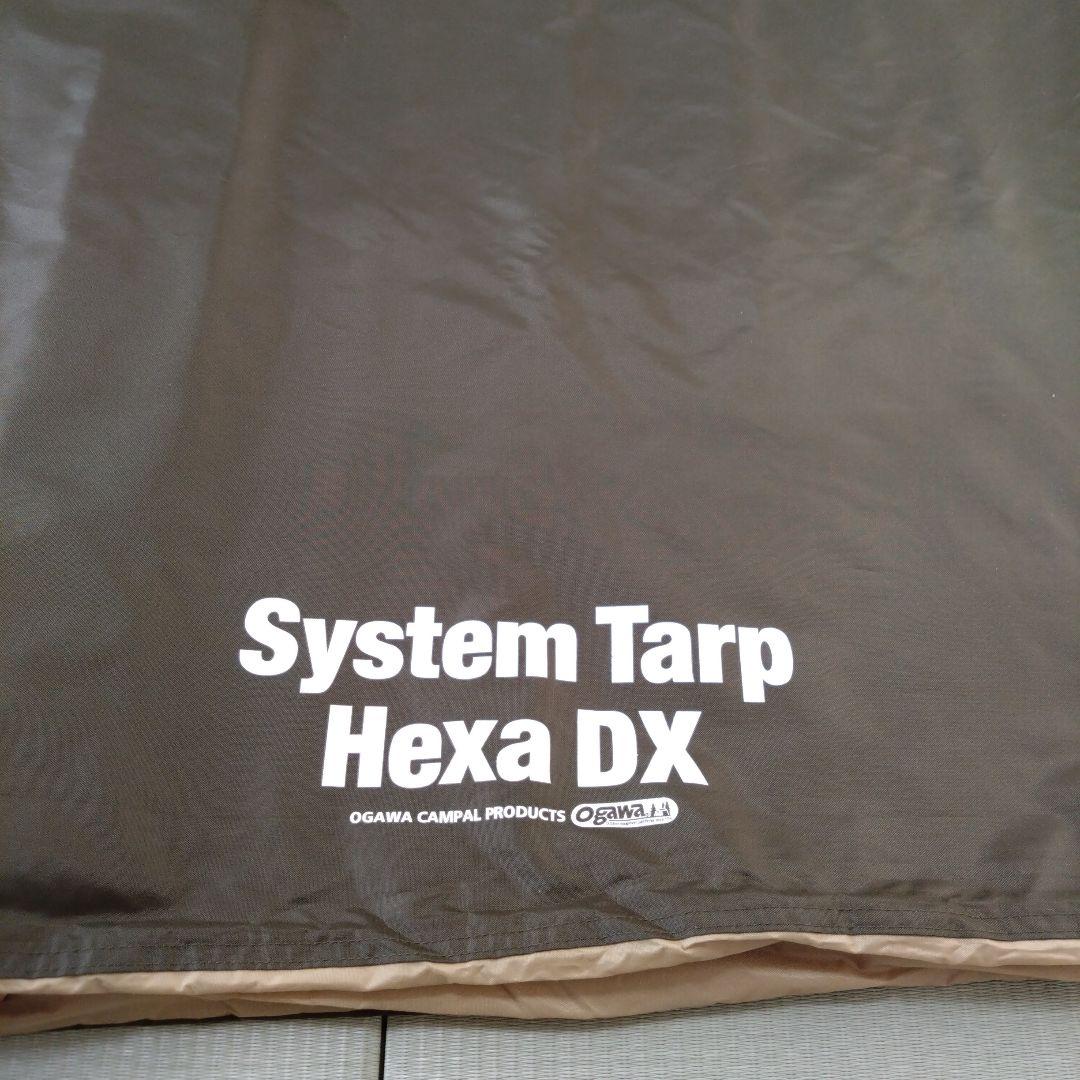 System Tarp
Hexa DX
OGAWA CAMPAL PRODUCTS Ogawa